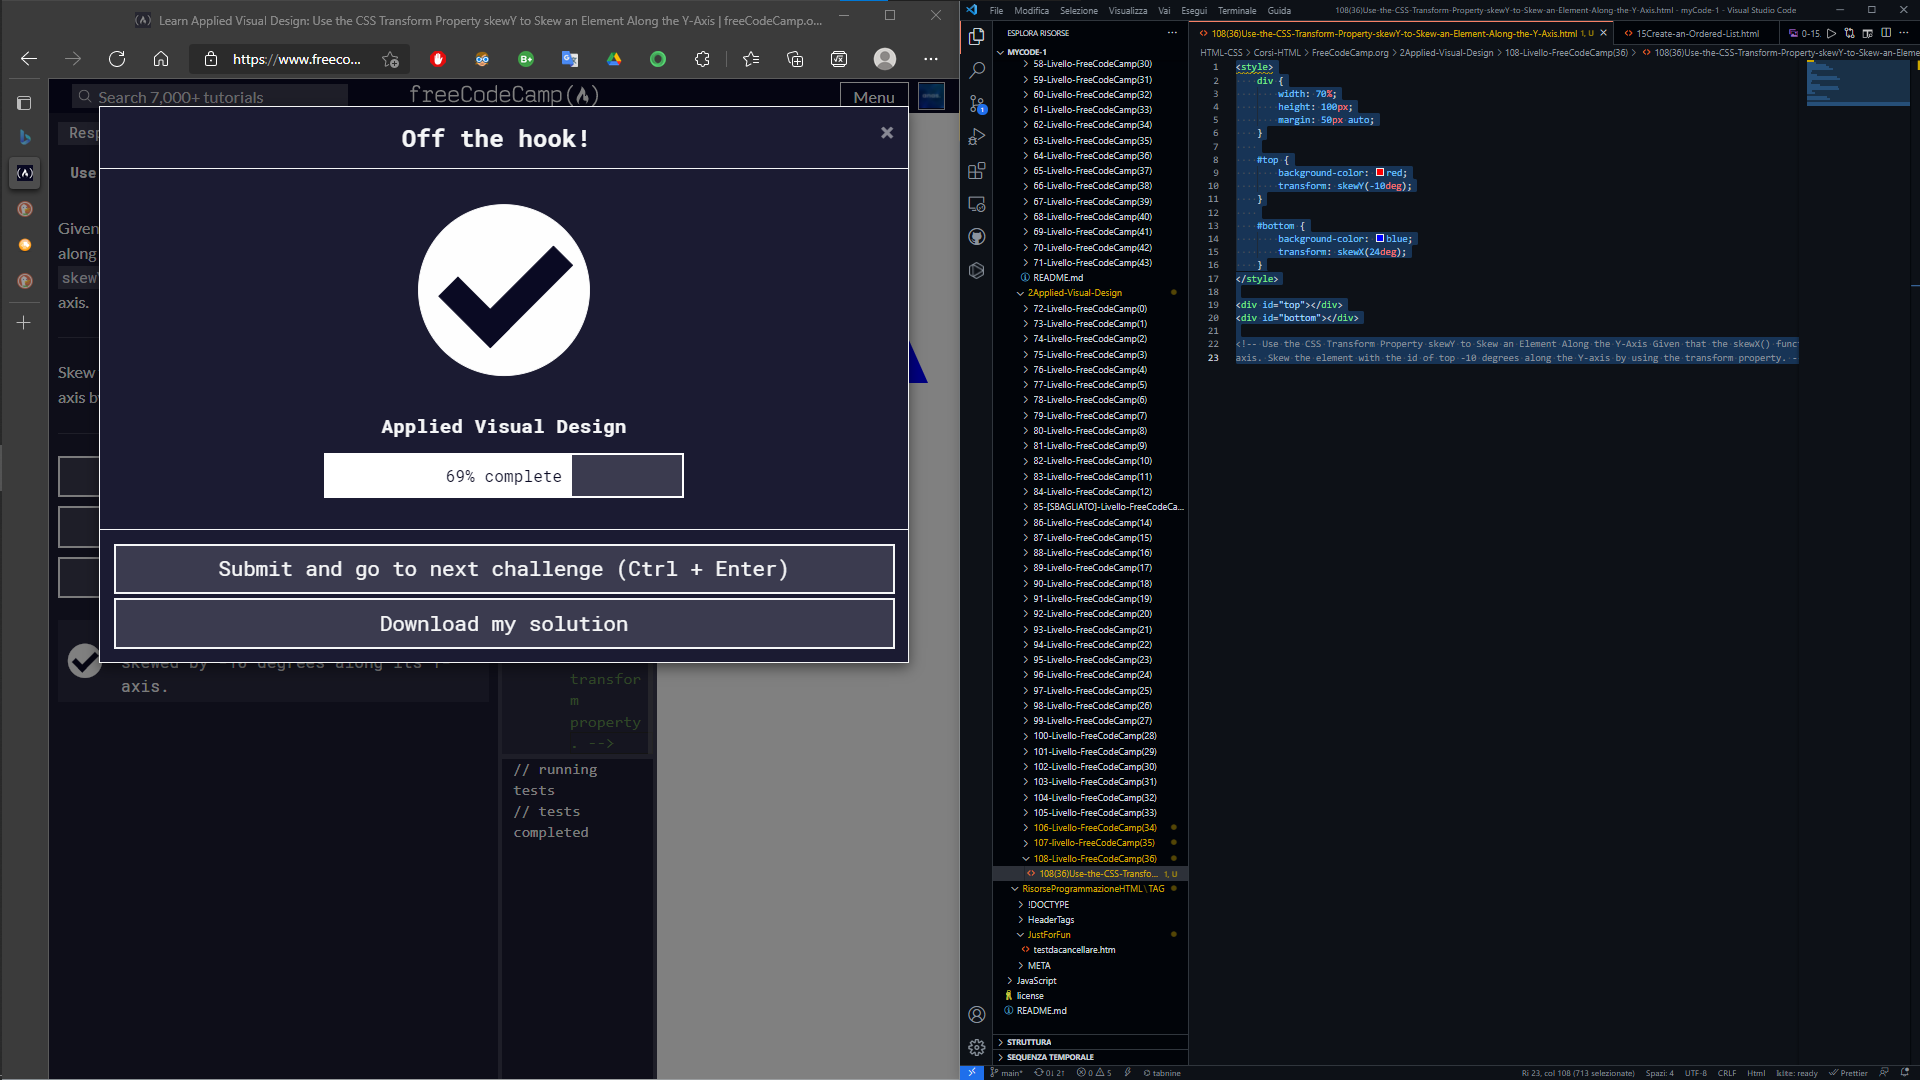 Learn Applied Visual Design: Use the CSS Transform Property skewY to Skew an Element Along the Y-Axis | freeCodeCamp.o...
https://www.freeco...
Search 7,000+ tutorials
freeCodeCamp(
Menu
Resp
Use
Given
along
skew
axis.
Skew
axis b
Off the hook!
Applied Visual Design
69% complete
Submit and go to next challenge (Ctrl + Enter)
Download my solution
skewed by -10 degrees along its Y-
axis.
transfor
m
property
. -->
// running
tests
// tests
completed
File Modifica Selezione Visualizza Vai Esegui Terminale Guida
108(36)Use-the-CSS-Transform-Property-skewY-to-Skew-an-Element-Along-the-Y-Axis.html - myCode-1 - Visual Studio Code
ESPLORA RISORSE
MYCODE-1
58-Livello-FreeCodeCamp(30)
59-Livello-FreeCodeCamp(31)
60-Livello-FreeCodeCamp(32)
61-Livello-FreeCodeCamp(33)
62-Livello-FreeCodeCamp(34)
63-Livello-FreeCodeCamp(35)
64-Livello-FreeCodeCamp(36)
65-Livello-FreeCodeCamp(37)
66-Livello-FreeCodeCamp(38)
67-Livello-FreeCodeCamp(39)
68-Livello-FreeCodeCamp(40)
69-Livello-FreeCodeCamp(41)
70-Livello-FreeCodeCamp(42)
71-Livello-FreeCodeCamp(43)
README.md
2Applied-Visual-Design
72-Livello-FreeCodeCamp(0)
73-Livello-FreeCodeCamp(1)
74-Livello-FreeCodeCamp(2)
75-Livello-FreeCodeCamp(3)
76-Livello-FreeCodeCamp(4)
77-Livello-FreeCodeCamp(5)
78-Livello-FreeCodeCamp(6)
79-Livello-FreeCodeCamp(7)
80-Livello-FreeCodeCamp(8)
81-Livello-FreeCodeCamp(9)
82-Livello-FreeCodeCamp(10)
83-Livello-FreeCodeCamp(11)
84-Livello-FreeCodeCamp(12)
85-[SBAGLIATO]-Livello-FreeCodeCa...
86-Livello-FreeCodeCamp(14)
87-Livello-FreeCodeCamp(15)
88-Livello-FreeCodeCamp(16)
89-Livello-FreeCodeCamp(17)
90-Livello-FreeCodeCamp(18)
91-Livello-FreeCodeCamp(19)
92-Livello-FreeCodeCamp(20)
93-Livello-FreeCodeCamp(21)
94-Livello-FreeCodeCamp(22)
95-Livello-FreeCodeCamp(23)
96-Livello-FreeCodeCamp(24)
97-Livello-FreeCodeCamp(25)
98-Livello-FreeCodeCamp(26)
99-Livello-FreeCodeCamp(27)
100-Livello-FreeCodeCamp(28)
101-Livello-FreeCodeCamp(29)
102-Livello-FreeCodeCamp(30)
103-Livello-FreeCodeCamp(31)
104-Livello-FreeCodeCamp(32)
105-Livello-FreeCodeCamp(33)
106-Livello-FreeCodeCamp(34)
107-livello-FreeCodeCamp(35)
108-Livello-FreeCodeCamp(36)
108(36)Use-the-CSS-Transfo... 1, U
RisorseProgrammazioneHTML \ TAG
!DOCTYPE
HeaderTags
JustForFun
testdacancellare.htm
META
JavaScript
license
README.md
STRUTTURA
SEQUENZA TEMPORALE
108(36)Use-the-CSS-Transform-Property-skewY-to-Skew-an-Element-Along-the-Y-Axis.html 1, U
15Create-an-Ordered-List.html
0-15.
HTML-CSS > Corsi-HTML > FreeCodeCamp.org > 2Applied-Visual-Design > 108-Livello-FreeCodeCamp(36) > 108(36)Use-the-CSS-Transform-Property-skewY-to-Skew-an-Eleme
1 <style>
2 div {
3 width: 70%;
4 height: 100px;
5 margin: 50px auto;
6 }
7
8 #top {
9 background-color: red;
10 transform: skewY(-10deg);
11 }
12
13 #bottom {
14 background-color: blue;
15 transform: skewX(24deg);
16 }
17 </style>
18
19 <div id="top"></div>
20 <div id="bottom"></div>
21
22 <!-- Use the CSS Transform Property skewY to Skew an Element Along the Y-Axis Given that the skewX() func
23 axis. Skew the element with the id of top -10 degrees along the Y-axis by using the transform property. -
main* 0↓ 2↑ 0 5 tabnine
Ri 23, col 108 (713 selezionate) Spazi: 4 UTF-8 CRLF Html kite: ready Prettier